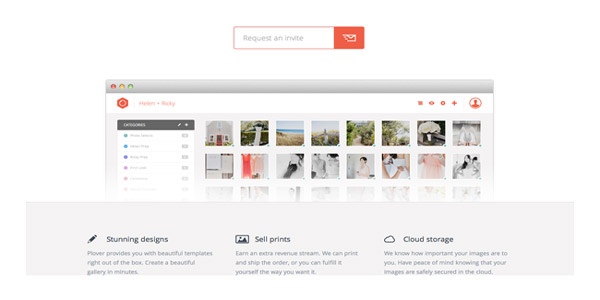 Request an invite
Helen + Ricky
CATEGORIES
Stunning designs
Plover provides you with beautiful templates
right out of the box. Create a beautiful
gallery in minutes.
Sell prints
Earn an extra revenue stream. We can print
and ship the order, or you can fulfill it
yourself the way you want it.
Cloud storage
We know how important your images are to
you. Have peace of mind knowing that your
images are safely secured in the cloud.